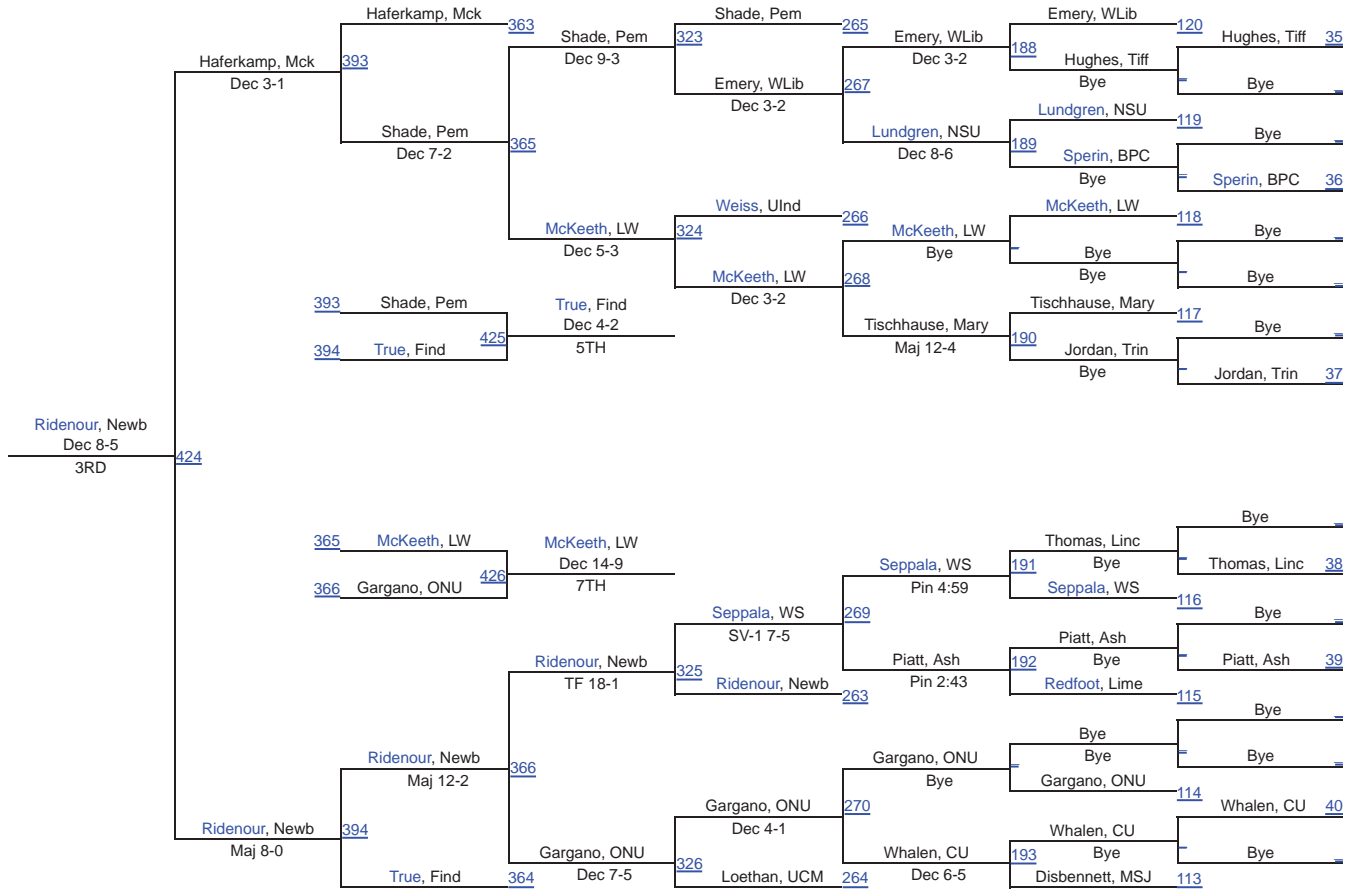 Haferkamp, Mck 363 Shade, Pem 265 Emery, WLib 120
Shade, Pem 323 Emery, WLib 188 Hughes, Tiff 35
Haferkamp, Mck 393 Dec 9-3 Dec 3-2 Hughes, Tiff
Dec 3-1 Emery, WLib 267 Bye Bye
Dec 3-2 Lundgren, NSU 119
Shade, Pem 365 Lundgren, NSU 189 Bye
Dec 7-2 Dec 8-6 Sperin, BPC
Bye Sperin, BPC 36
Weiss, UInd 266 McKeeth, LW 118
McKeeth, LW 324 McKeeth, LW Bye
Dec 5-3 Bye Bye
McKeeth, LW 268 Bye Bye
Dec 3-2
393 Shade, Pem True, Find Tischhause, Mary 117
425 Dec 4-2 Tischhause, Mary 190 Bye
394 True, Find 5TH Maj 12-4 Jordan, Trin
Bye Jordan, Trin 37
Ridenour, Newb
Dec 8-5 424
3RD
Bye
365 McKeeth, LW McKeeth, LW Thomas, Linc
426 Dec 14-9 Seppala, WS 191 Bye Thomas, Linc 38
366 Gargano, ONU 7TH Pin 4:59 Seppala, WS 116
Seppala, WS 269 Bye
SV-1 7-5 Piatt, Ash
Ridenour, Newb 325 Piatt, Ash 192 Bye Piatt, Ash 39
TF 18-1 Ridenour, Newb 263 Pin 2:43 Redfoot, Lime 115
Bye
Bye
Ridenour, Newb 366 Gargano, ONU Bye Bye
Maj 12-2 Bye Gargano, ONU 114
Gargano, ONU 270 Whalen, CU 40
Ridenour, Newb 394 Dec 4-1 Whalen, CU
Maj 8-0 Gargano, ONU 326 Whalen, CU 193 Bye Bye
True, Find 364 Dec 7-5 Loethan, UCM 264 Dec 6-5 Disbennett, MSJ 113